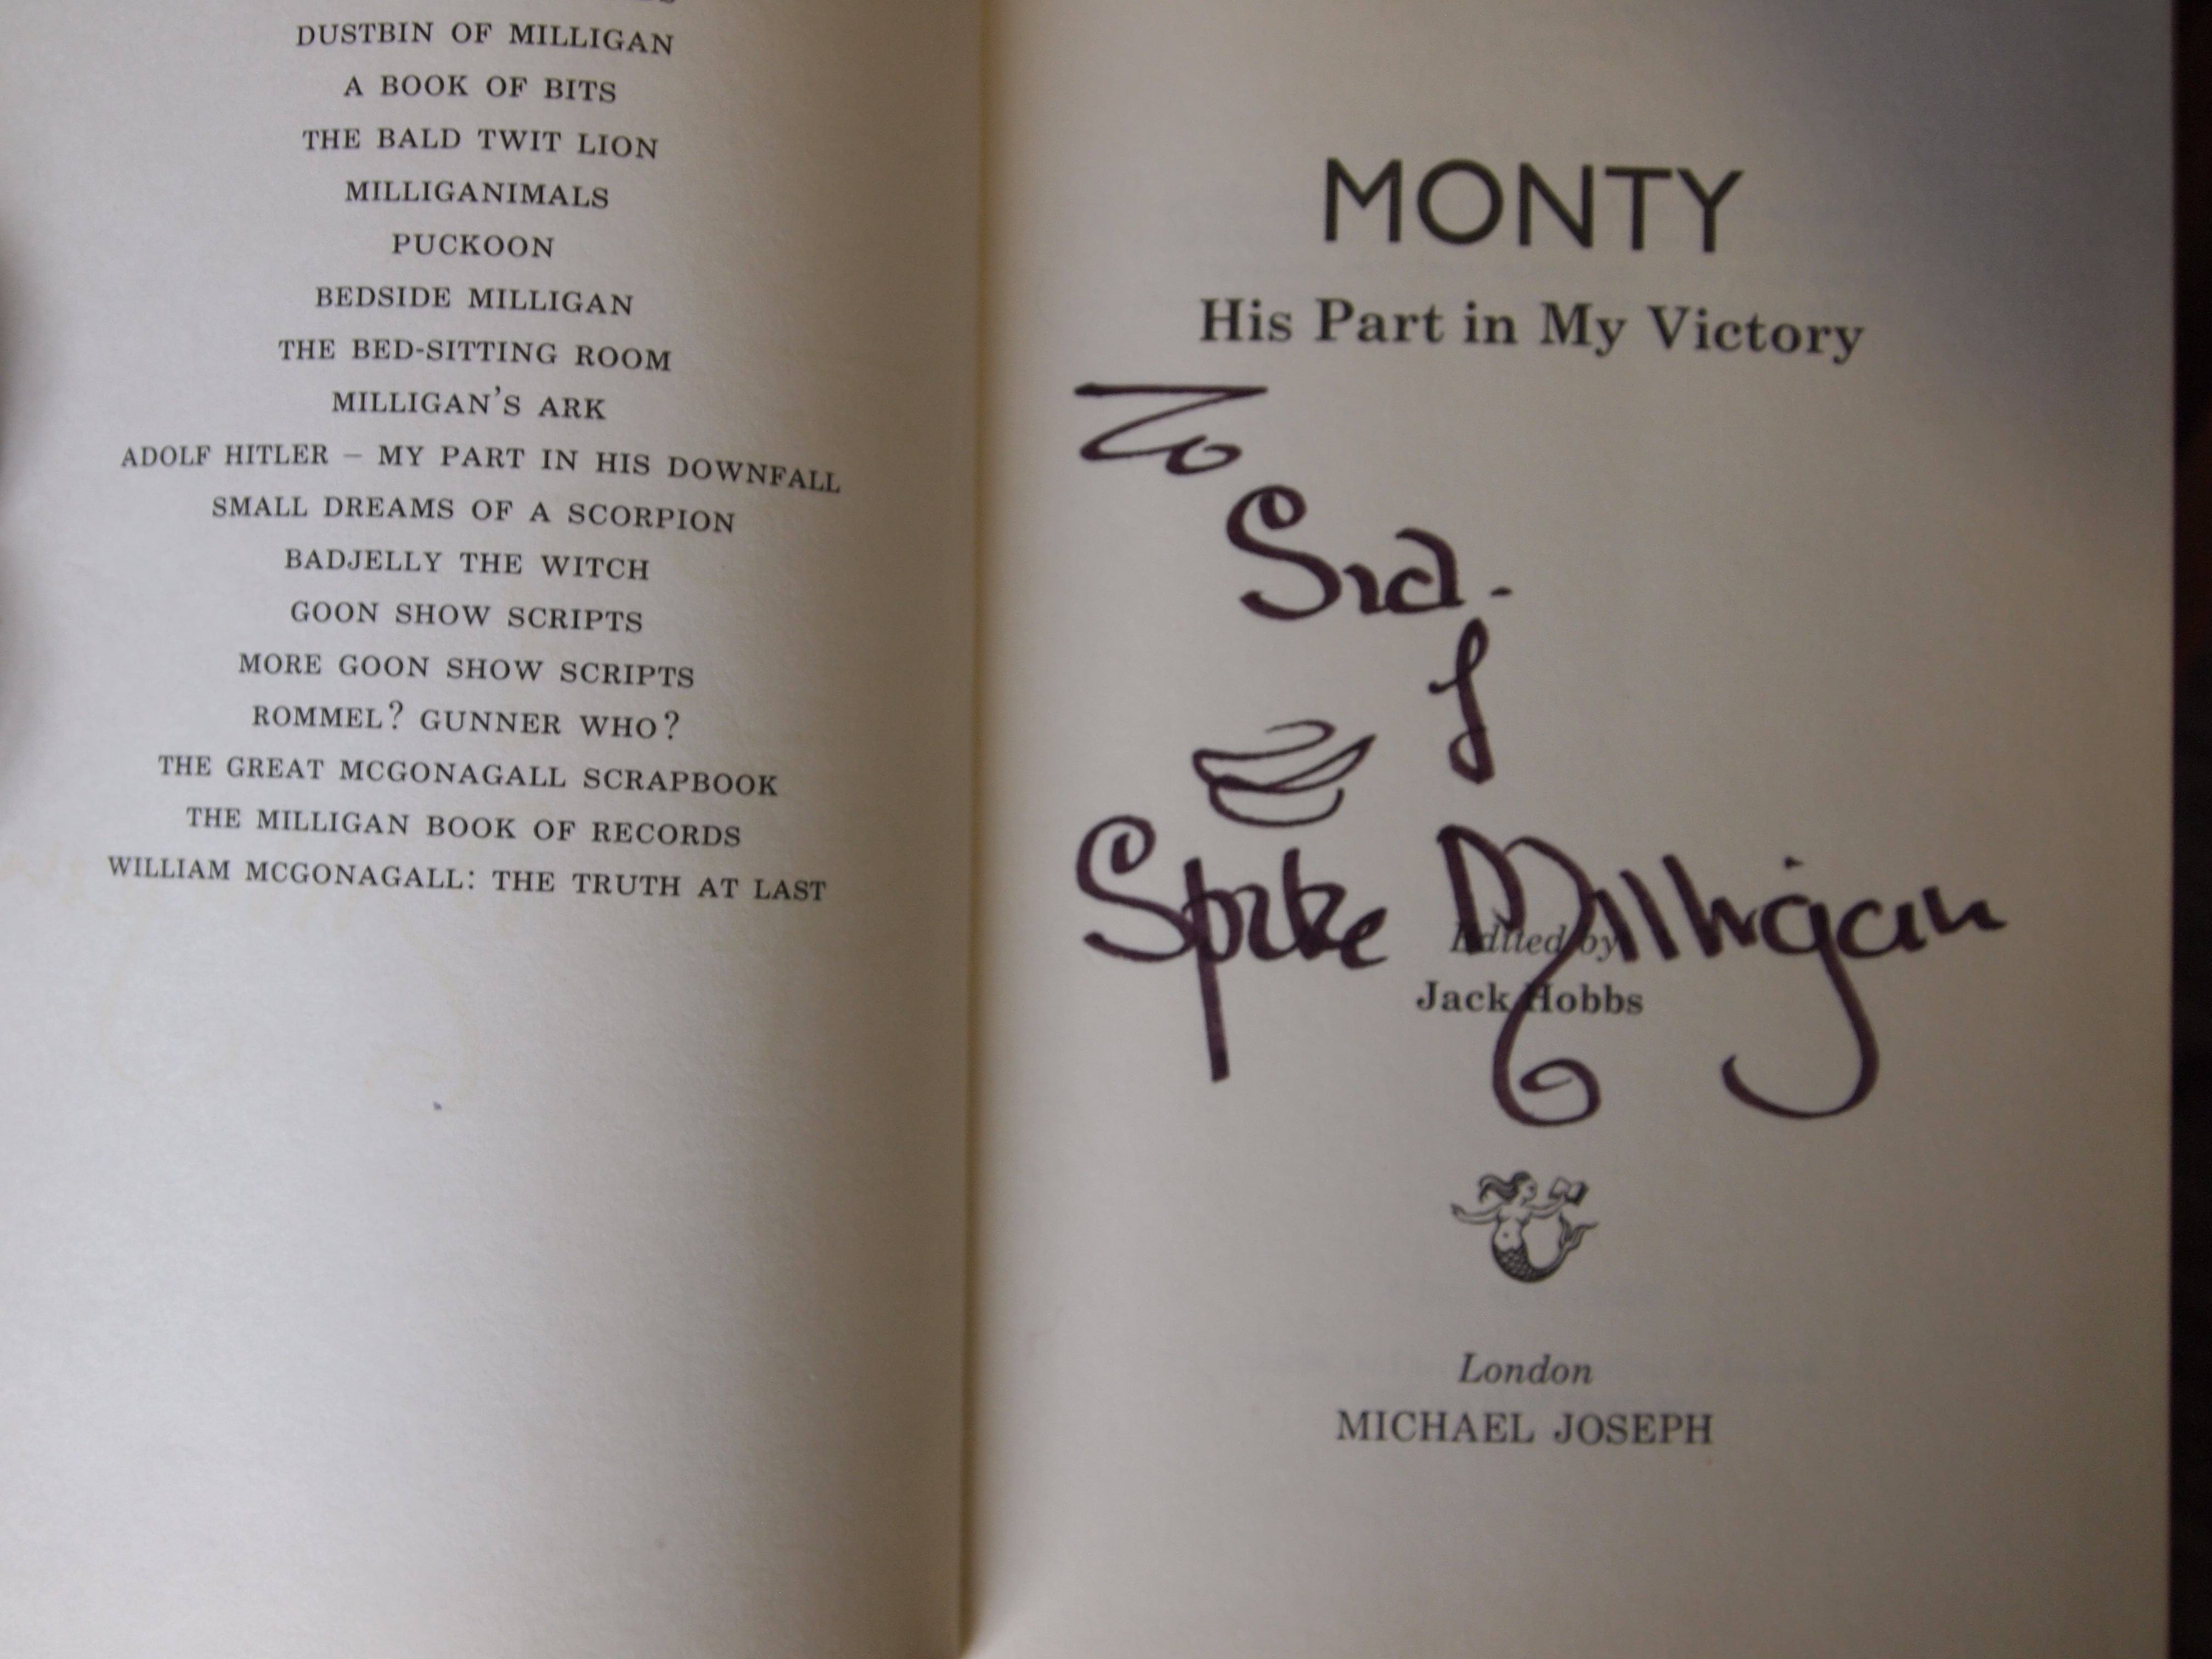 DUSTBIN OF MILLIGAN
A BOOK OF BITS
THE BALD TWIT LION
MILLIGANIMALS
PUCKOON
BEDSIDE MILLIGAN
THE BED-SITTING ROOM
MILLIGAN'S ARK
ADOLF HITLER – MY PART IN HIS DOWNFALL
SMALL DREAMS OF A SCORPION
BADJELLY THE WITCH
GOON SHOW SCRIPTS
MORE GOON SHOW SCRIPTS
ROMMEL? GUNNER WHO?
THE GREAT MCGONAGALL SCRAPBOOK
THE MILLIGAN BOOK OF RECORDS
WILLIAM MCGONAGALL: THE TRUTH AT LAST
MONTY
His Part in My Victory
To
Sid.
Spike Milligan
Edited by
Jack Hobbs
London
MICHAEL JOSEPH